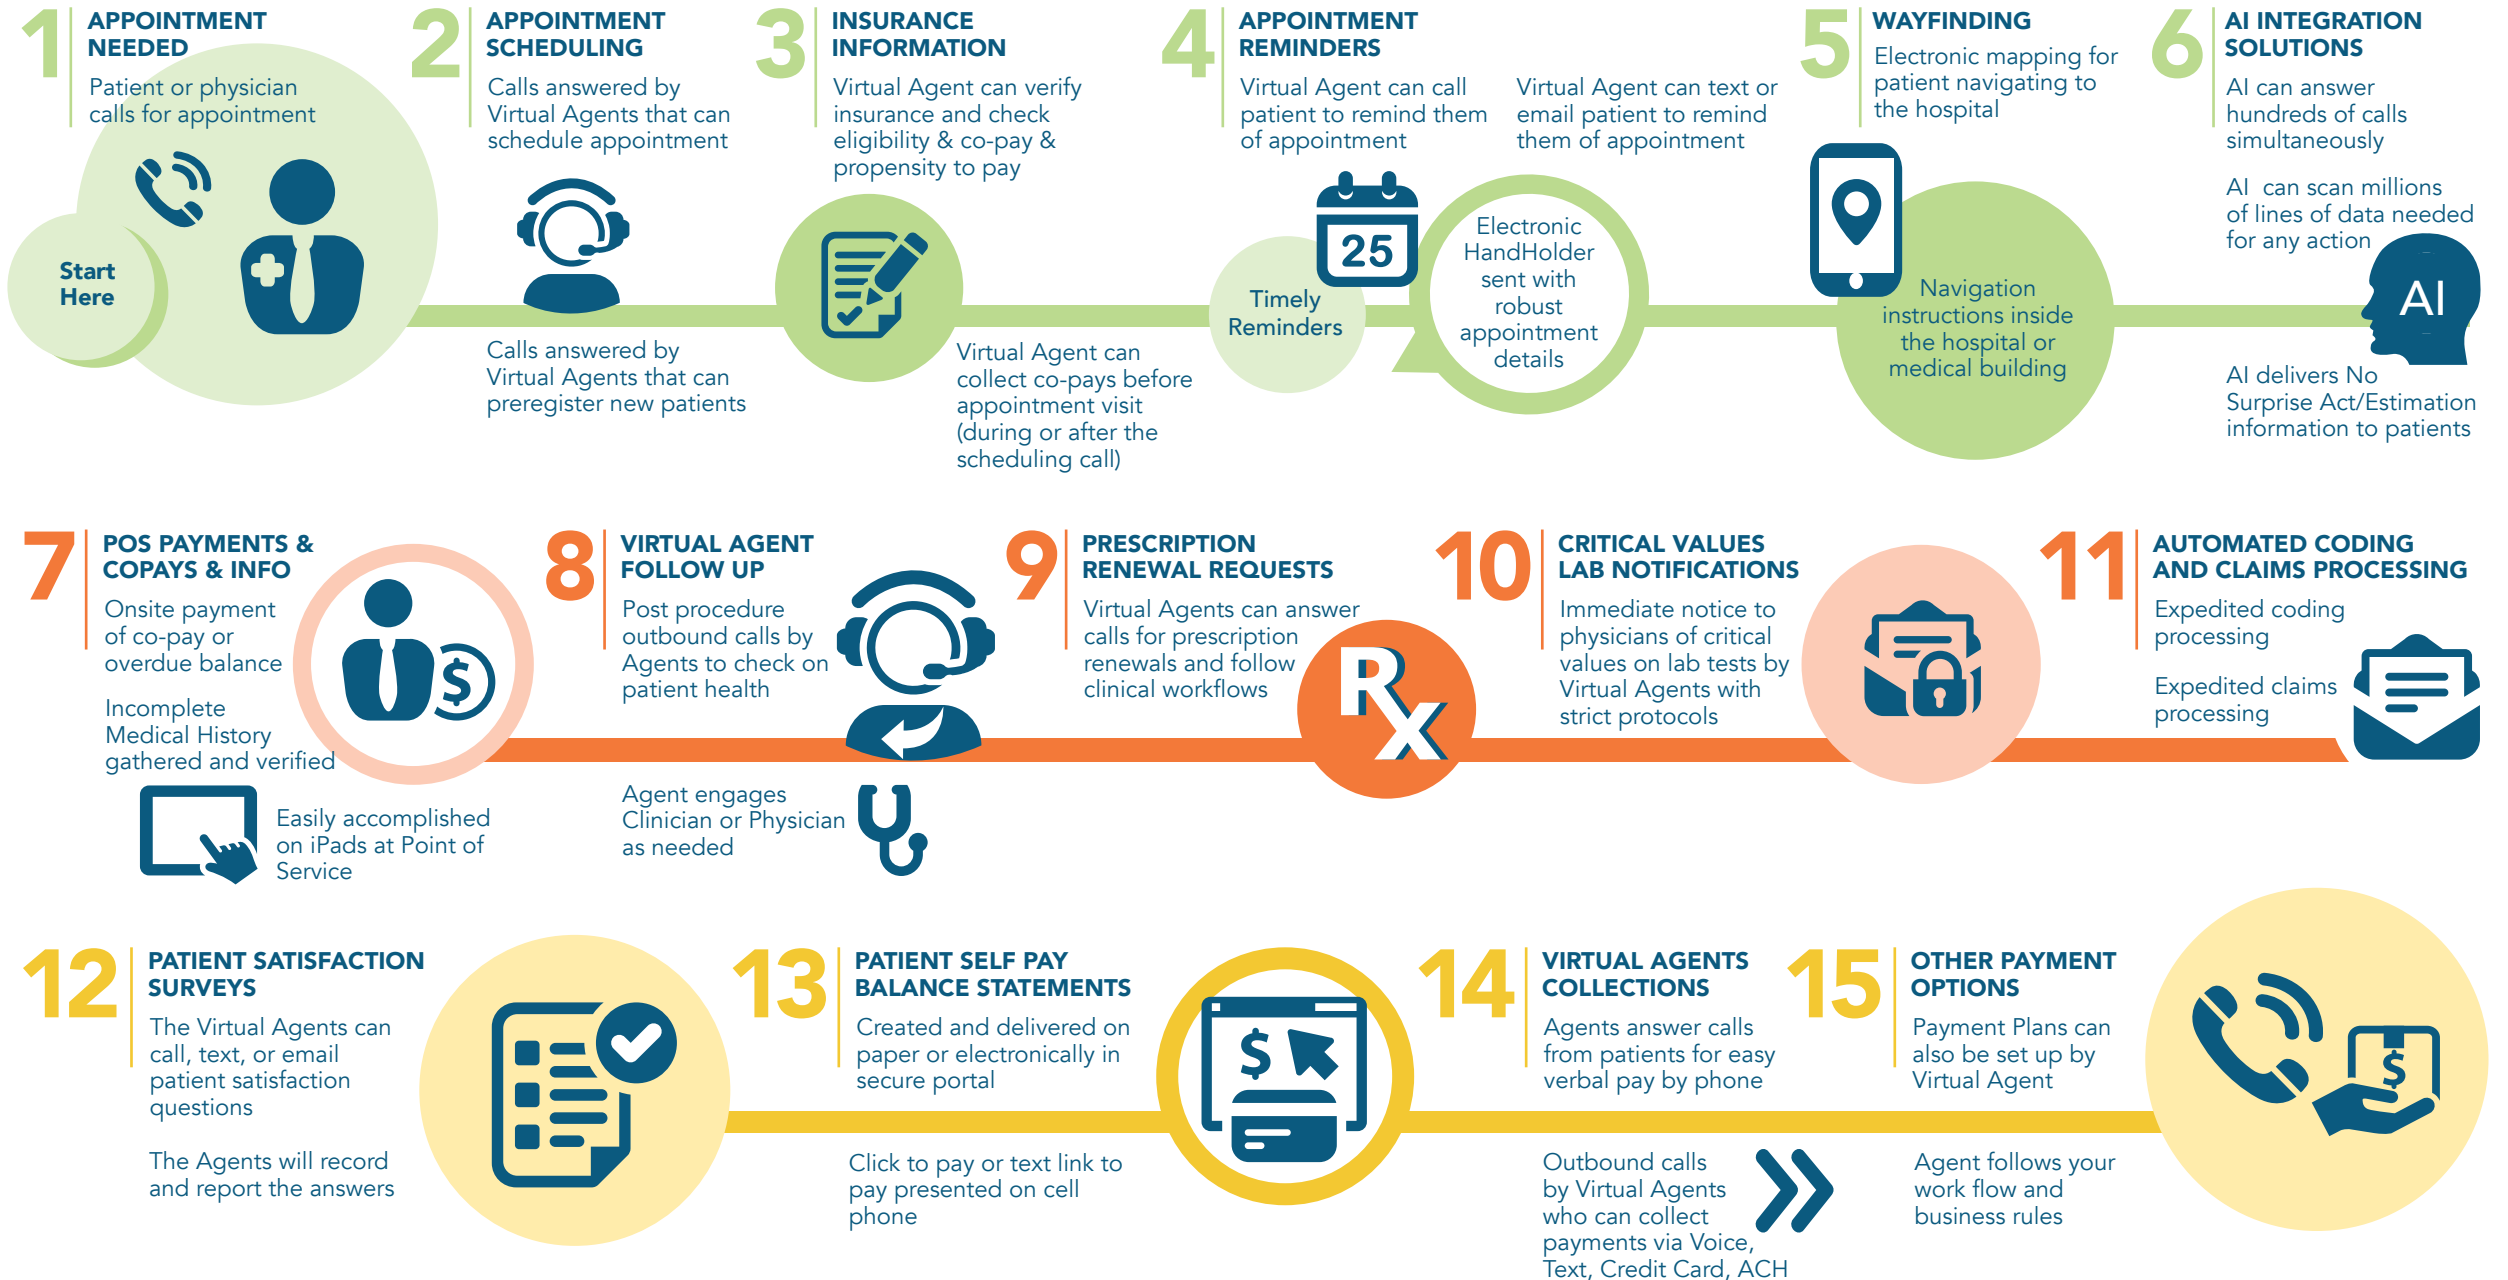 1
APPOINTMENT
NEEDED
Patient or physician
calls for appointment
Start
Here
2
APPOINTMENT
SCHEDULING
Calls answered by
Virtual Agents that can
schedule appointment
Calls answered by
Virtual Agents that can
preregister new patients
3
INSURANCE
INFORMATION
Virtual Agent can verify
insurance and check
eligibility & co-pay &
propensity to pay
Virtual Agent can
collect co-pays before
appointment visit
(during or after the
scheduling call)
4
APPOINTMENT
REMINDERS
Virtual Agent can call
patient to remind them
of appointment
Virtual Agent can text or
email patient to remind
them of appointment
25
Timely
Reminders
Electronic
HandHolder
sent with
robust
appointment
details
5
WAYFINDING
Electronic mapping for
patient navigating to
the hospital
Navigation
instructions inside
the hospital or
medical building
6
AI INTEGRATION
SOLUTIONS
AI can answer
hundreds of calls
simultaneously
AI can scan millions
of lines of data needed
for any action
AI
AI delivers No
Surprise Act/Estimation
information to patients
7
POS PAYMENTS &
COPAYS & INFO
Onsite payment
of co-pay or
overdue balance
Incomplete
Medical History
gathered and verified
$
Easily accomplished
on iPads at Point of
Service
8
VIRTUAL AGENT
FOLLOW UP
Post procedure
outbound calls by
Agents to check on
patient health
Agent engages
Clinician or Physician
as needed
9
PRESCRIPTION
RENEWAL REQUESTS
Virtual Agents can answer
calls for prescription
renewals and follow
clinical workflows
Rx
10
CRITICAL VALUES
LAB NOTIFICATIONS
Immediate notice to
physicians of critical
values on lab tests by
Virtual Agents with
strict protocols
11
AUTOMATED CODING
AND CLAIMS PROCESSING
Expedited coding
processing
Expedited claims
processing
12
PATIENT SATISFACTION
SURVEYS
The Virtual Agents can
call, text, or email
patient satisfaction
questions
The Agents will record
and report the answers
13
PATIENT SELF PAY
BALANCE STATEMENTS
Created and delivered on
paper or electronically in
secure portal
Click to pay or text link to
pay presented on cell
phone
$
14
VIRTUAL AGENTS
COLLECTIONS
Agents answer calls
from patients for easy
verbal pay by phone
Outbound calls
by Virtual Agents
who can collect
payments via Voice,
Text, Credit Card, ACH
15
OTHER PAYMENT
OPTIONS
Payment Plans can
also be set up by
Virtual Agent
Agent follows your
work flow and
business rules
$